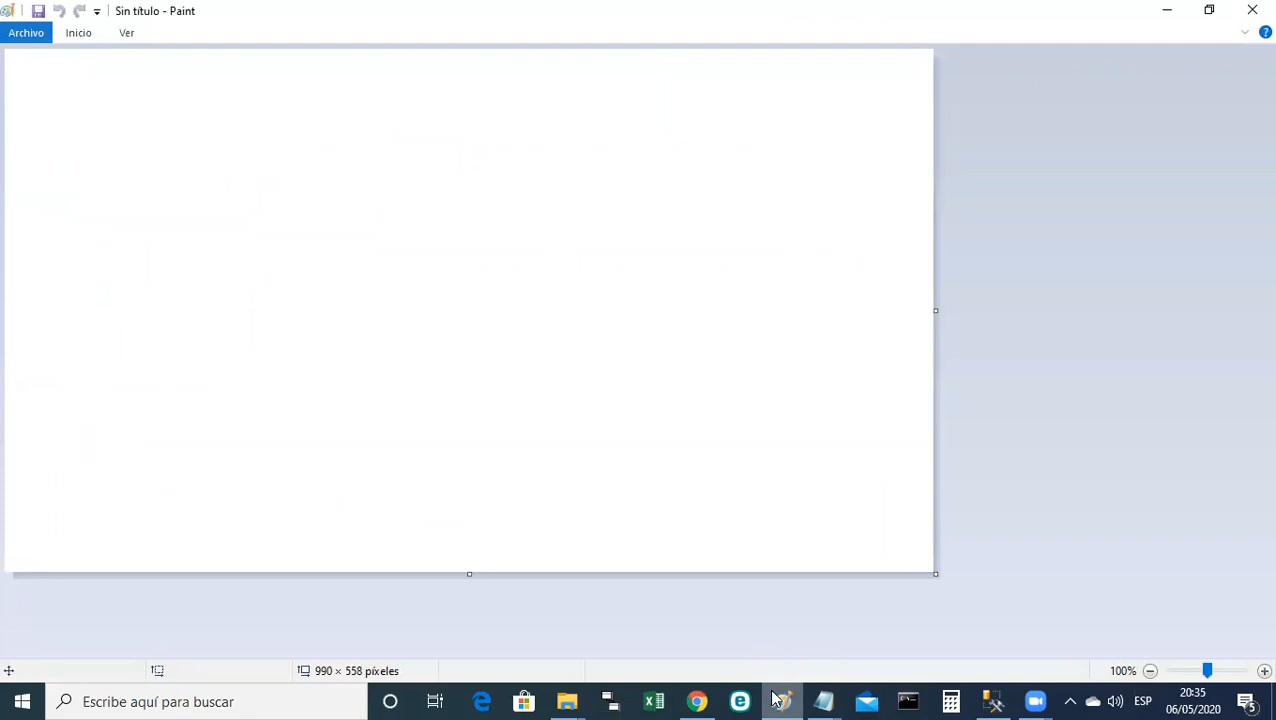 Sin título - Paint
Archivo Inicio Ver
990 × 558 píxeles
100%
Escribe aquí para buscar
ESP
20:35
06/05/2020
5